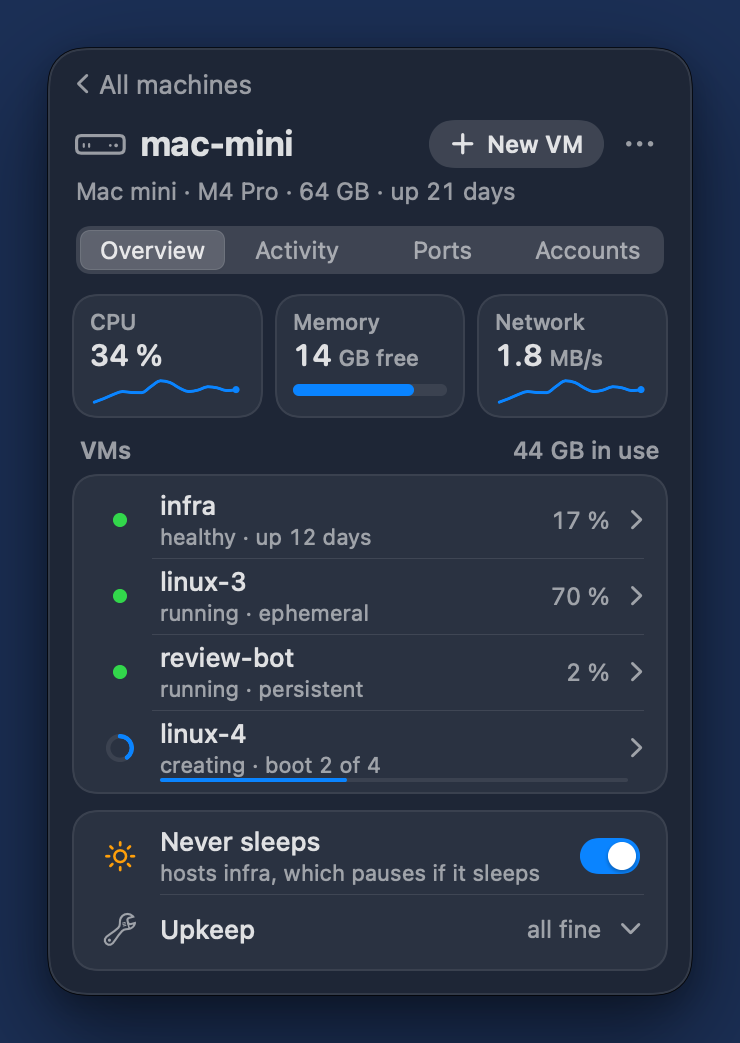 All machines
mac-mini
New VM
Mac mini · M4 Pro · 64 GB · up 21 days
Overview Activity Ports Accounts
CPU Memory Network
34 % 14 GB free 1.8 MB/s
VMs 44 GB in use
infra
healthy · up 12 days
17 %
linux-3
running · ephemeral
70 %
review-bot
running · persistent
2 %
linux-4
creating · boot 2 of 4
Never sleeps
hosts infra, which pauses if it sleeps
Upkeep all fine